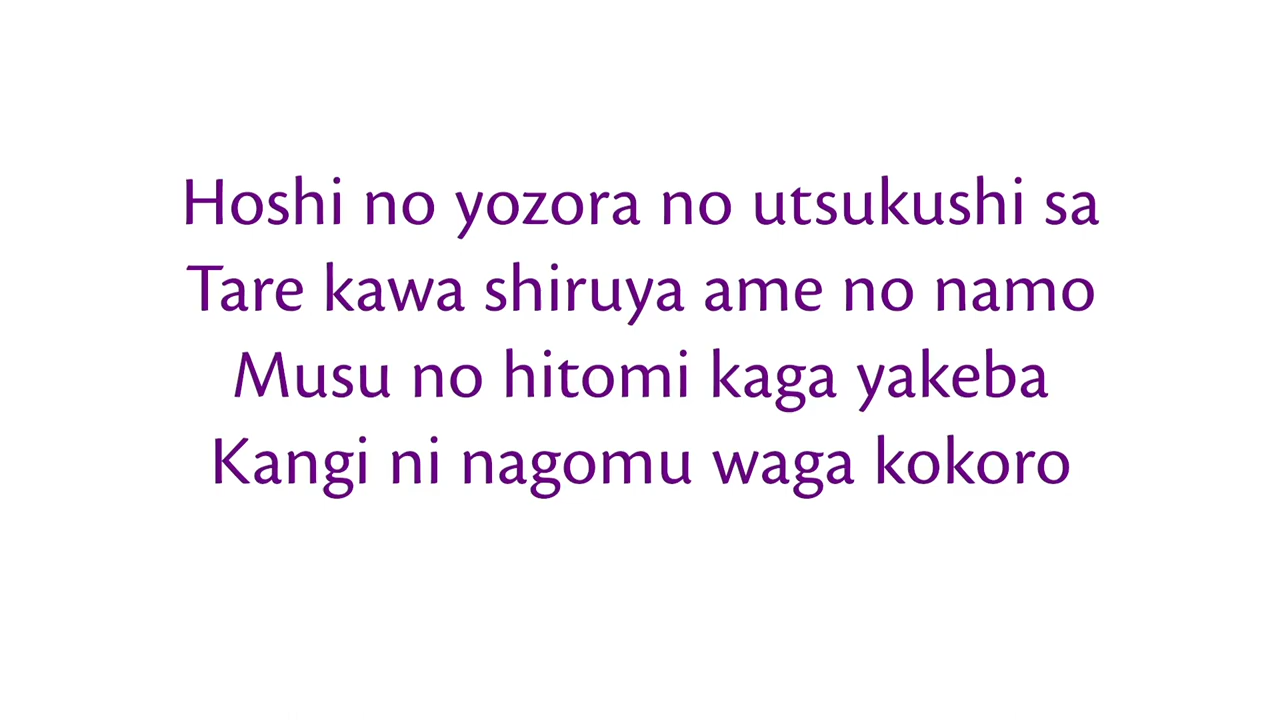 Hoshi no yozora no utsukushi sa
Tare kawa shiruya ame no namo
Musu no hitomi kaga yakeba
Kangi ni nagomu waga kokoro